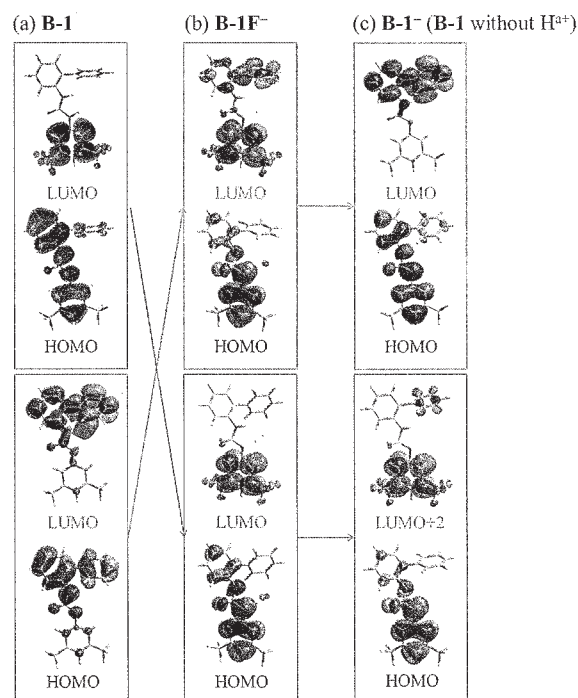 (a) B-1 (b) B-1F⁻ (c) B-1⁻ (B-1 without Hᵃ⁺)
LUMO LUMO LUMO
HOMO HOMO HOMO
LUMO LUMO LUMO+2
HOMO HOMO HOMO